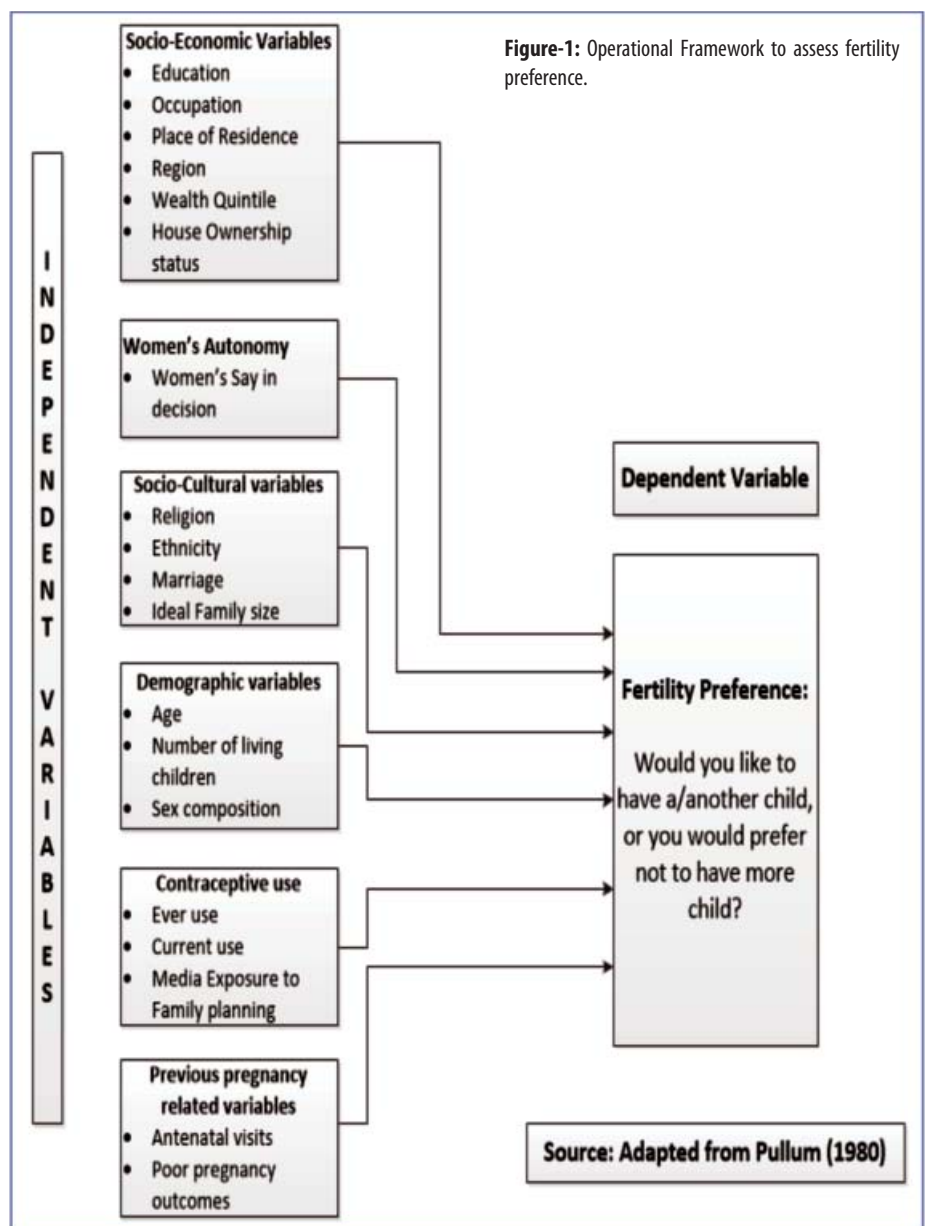 Figure-1: Operational Framework to assess fertility
preference.
INDEPENDENT VARIABLES
Socio-Economic Variables
• Education
• Occupation
• Place of Residence
• Region
• Wealth Quintile
• House Ownership
status
Women's Autonomy
• Women's Say in
decision
Socio-Cultural variables
• Religion
• Ethnicity
• Marriage
• Ideal Family size
Demographic variables
• Age
• Number of living
children
• Sex composition
Contraceptive use
• Ever use
• Current use
• Media Exposure to
Family planning
Previous pregnancy
related variables
• Antenatal visits
• Poor pregnancy
outcomes
Dependent Variable
Fertility Preference:
Would you like to
have a/another child,
or you would prefer
not to have more
child?
Source: Adapted from Pullum (1980)